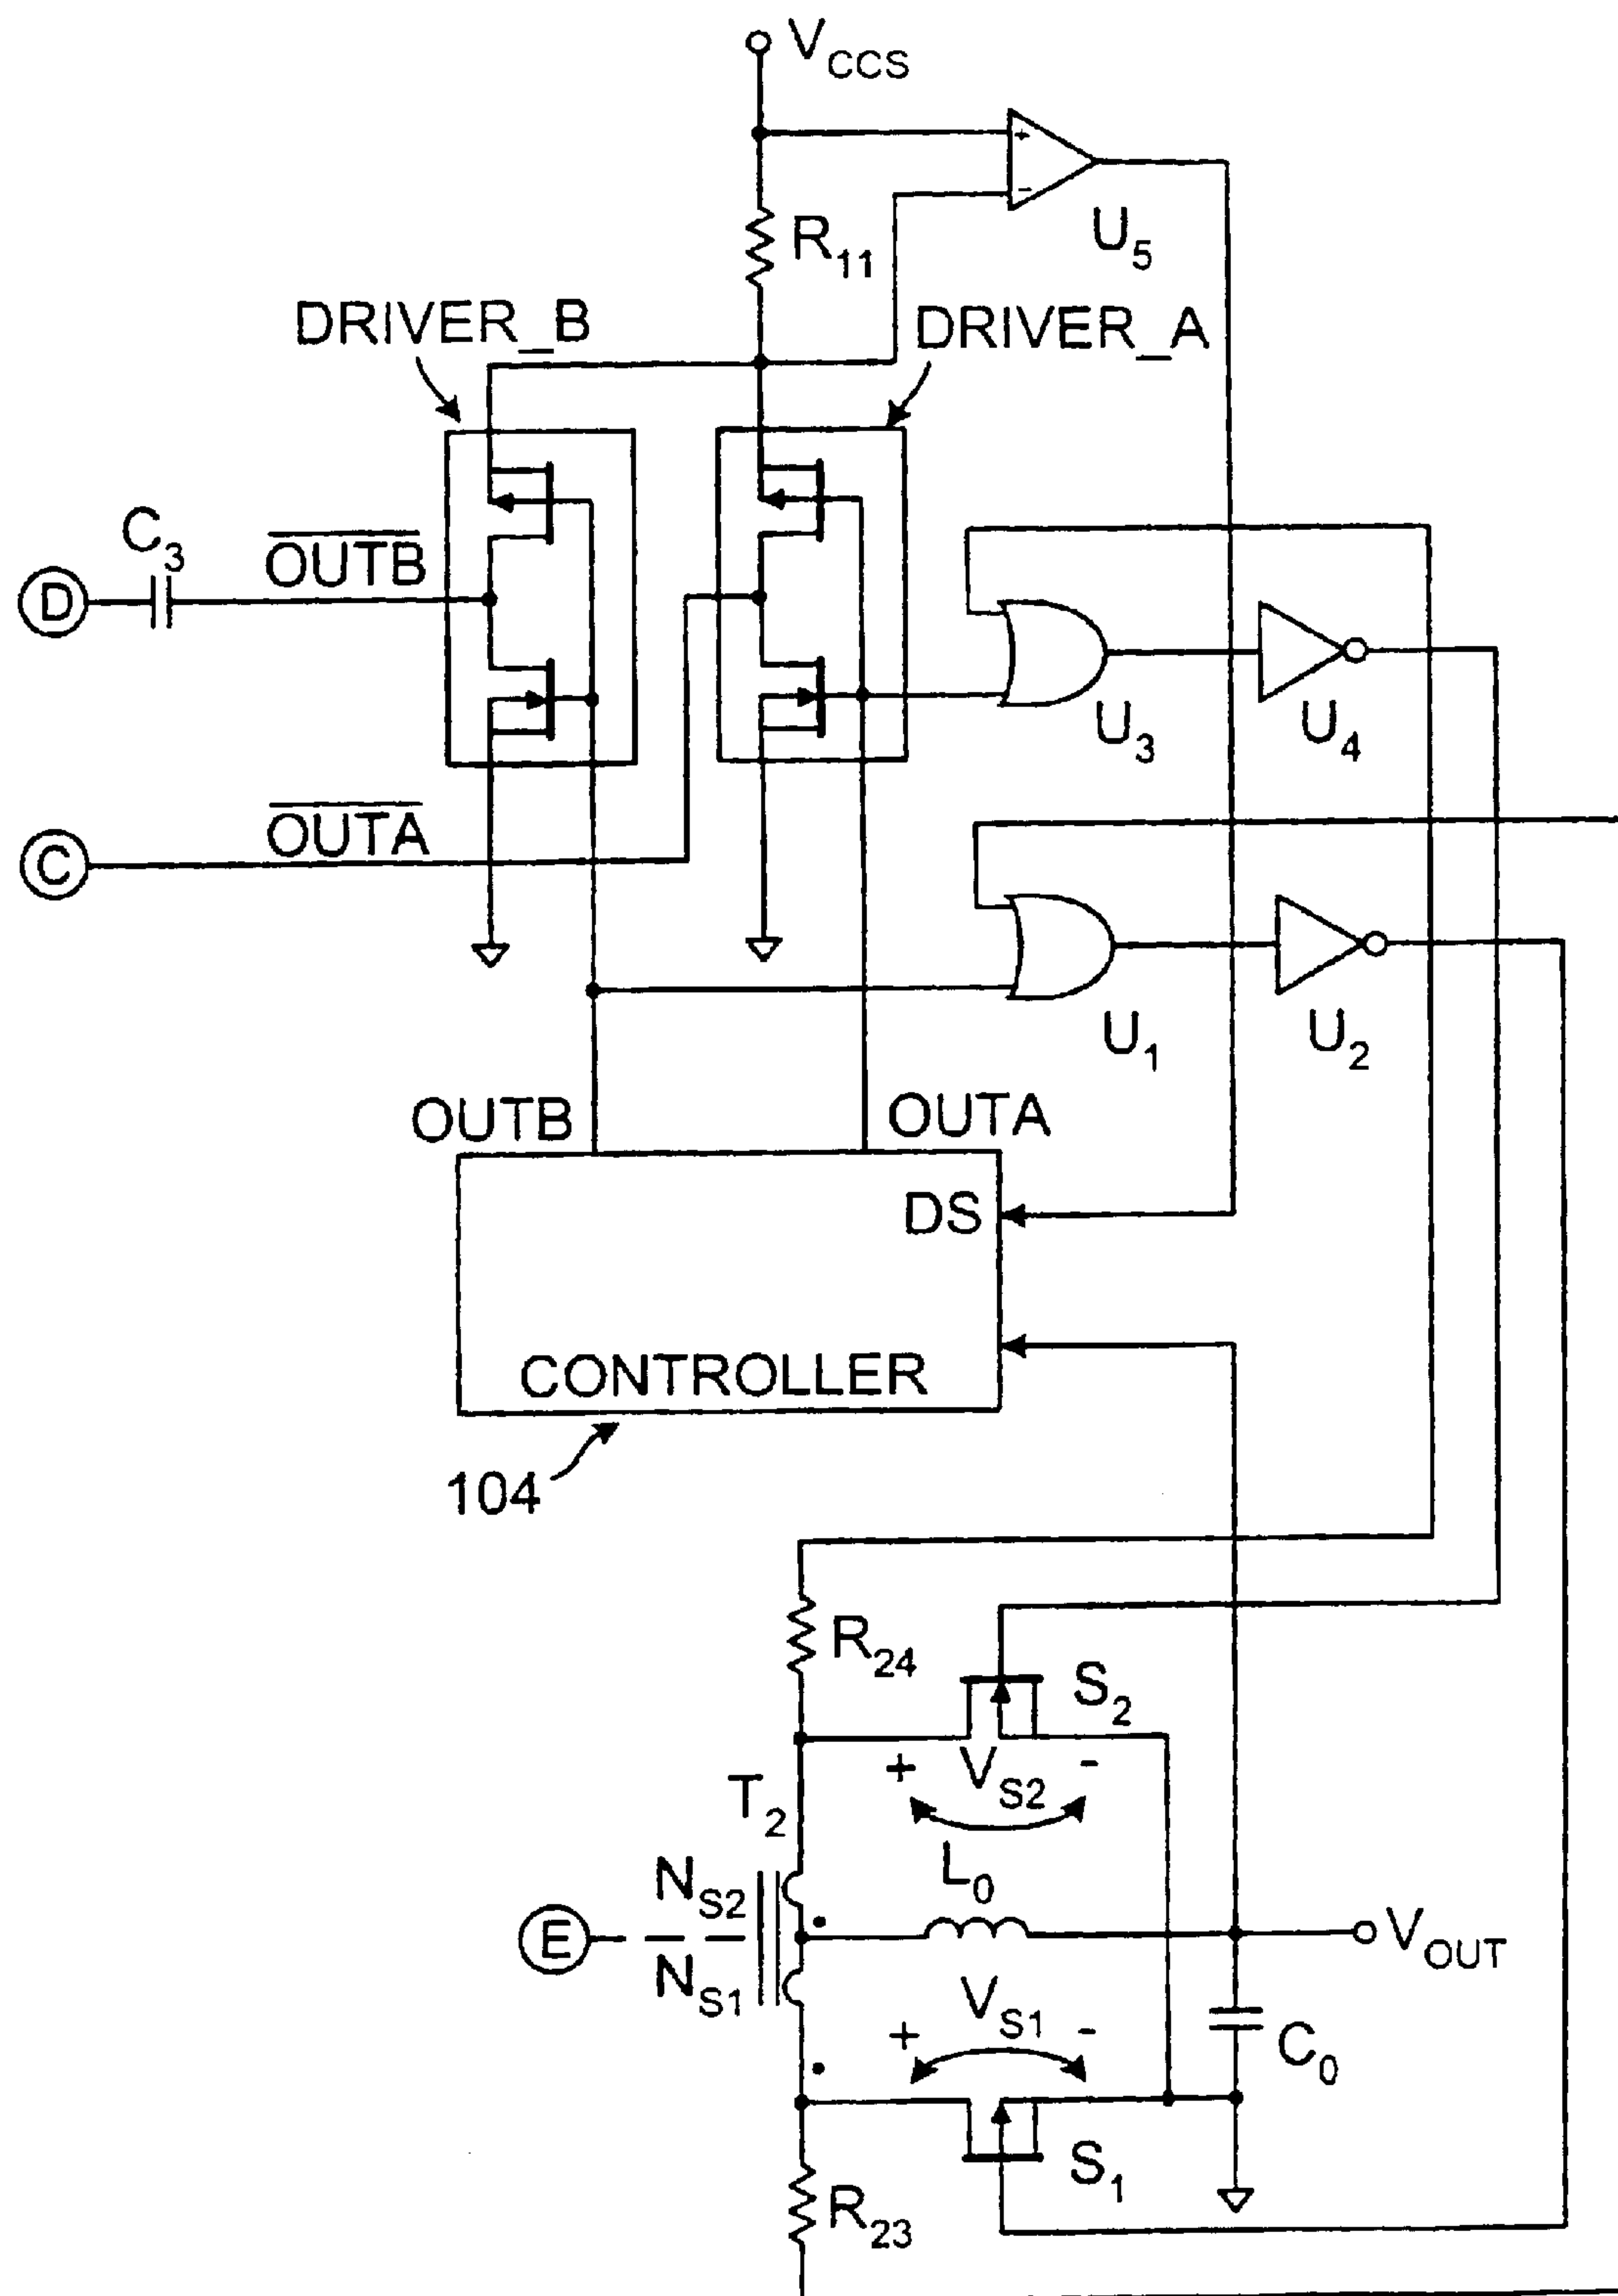 V_CCS
+
-
U_5
R_11
DRIVER_B
DRIVER_A
C_3
OUTB
D
U_3
U_4
OUTA
C
U_1
U_2
OUTB
OUTA
DS
CONTROLLER
104
R_24
S_2
+ V_S2 -
T_2
L_0
N_S2
E
N_S1
V_OUT
V_S1
+ -
C_0
S_1
R_23